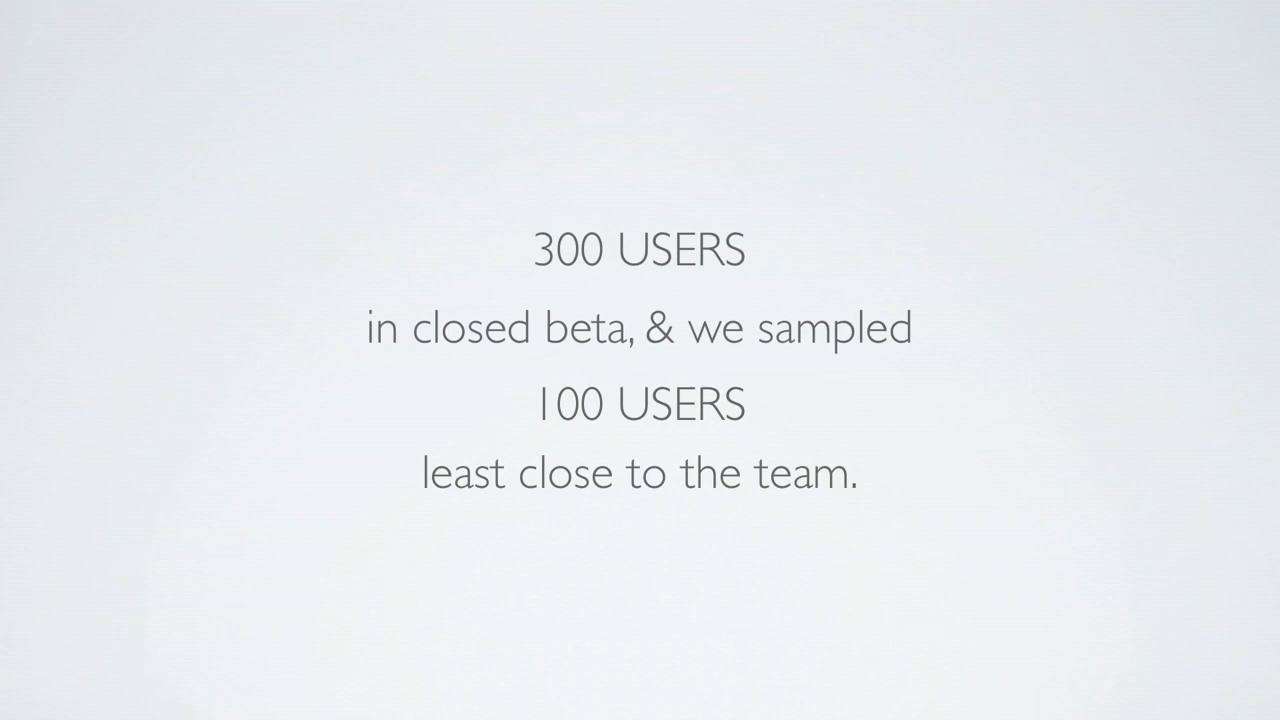 300 USERS
in closed beta, & we sampled
100 USERS
least close to the team.